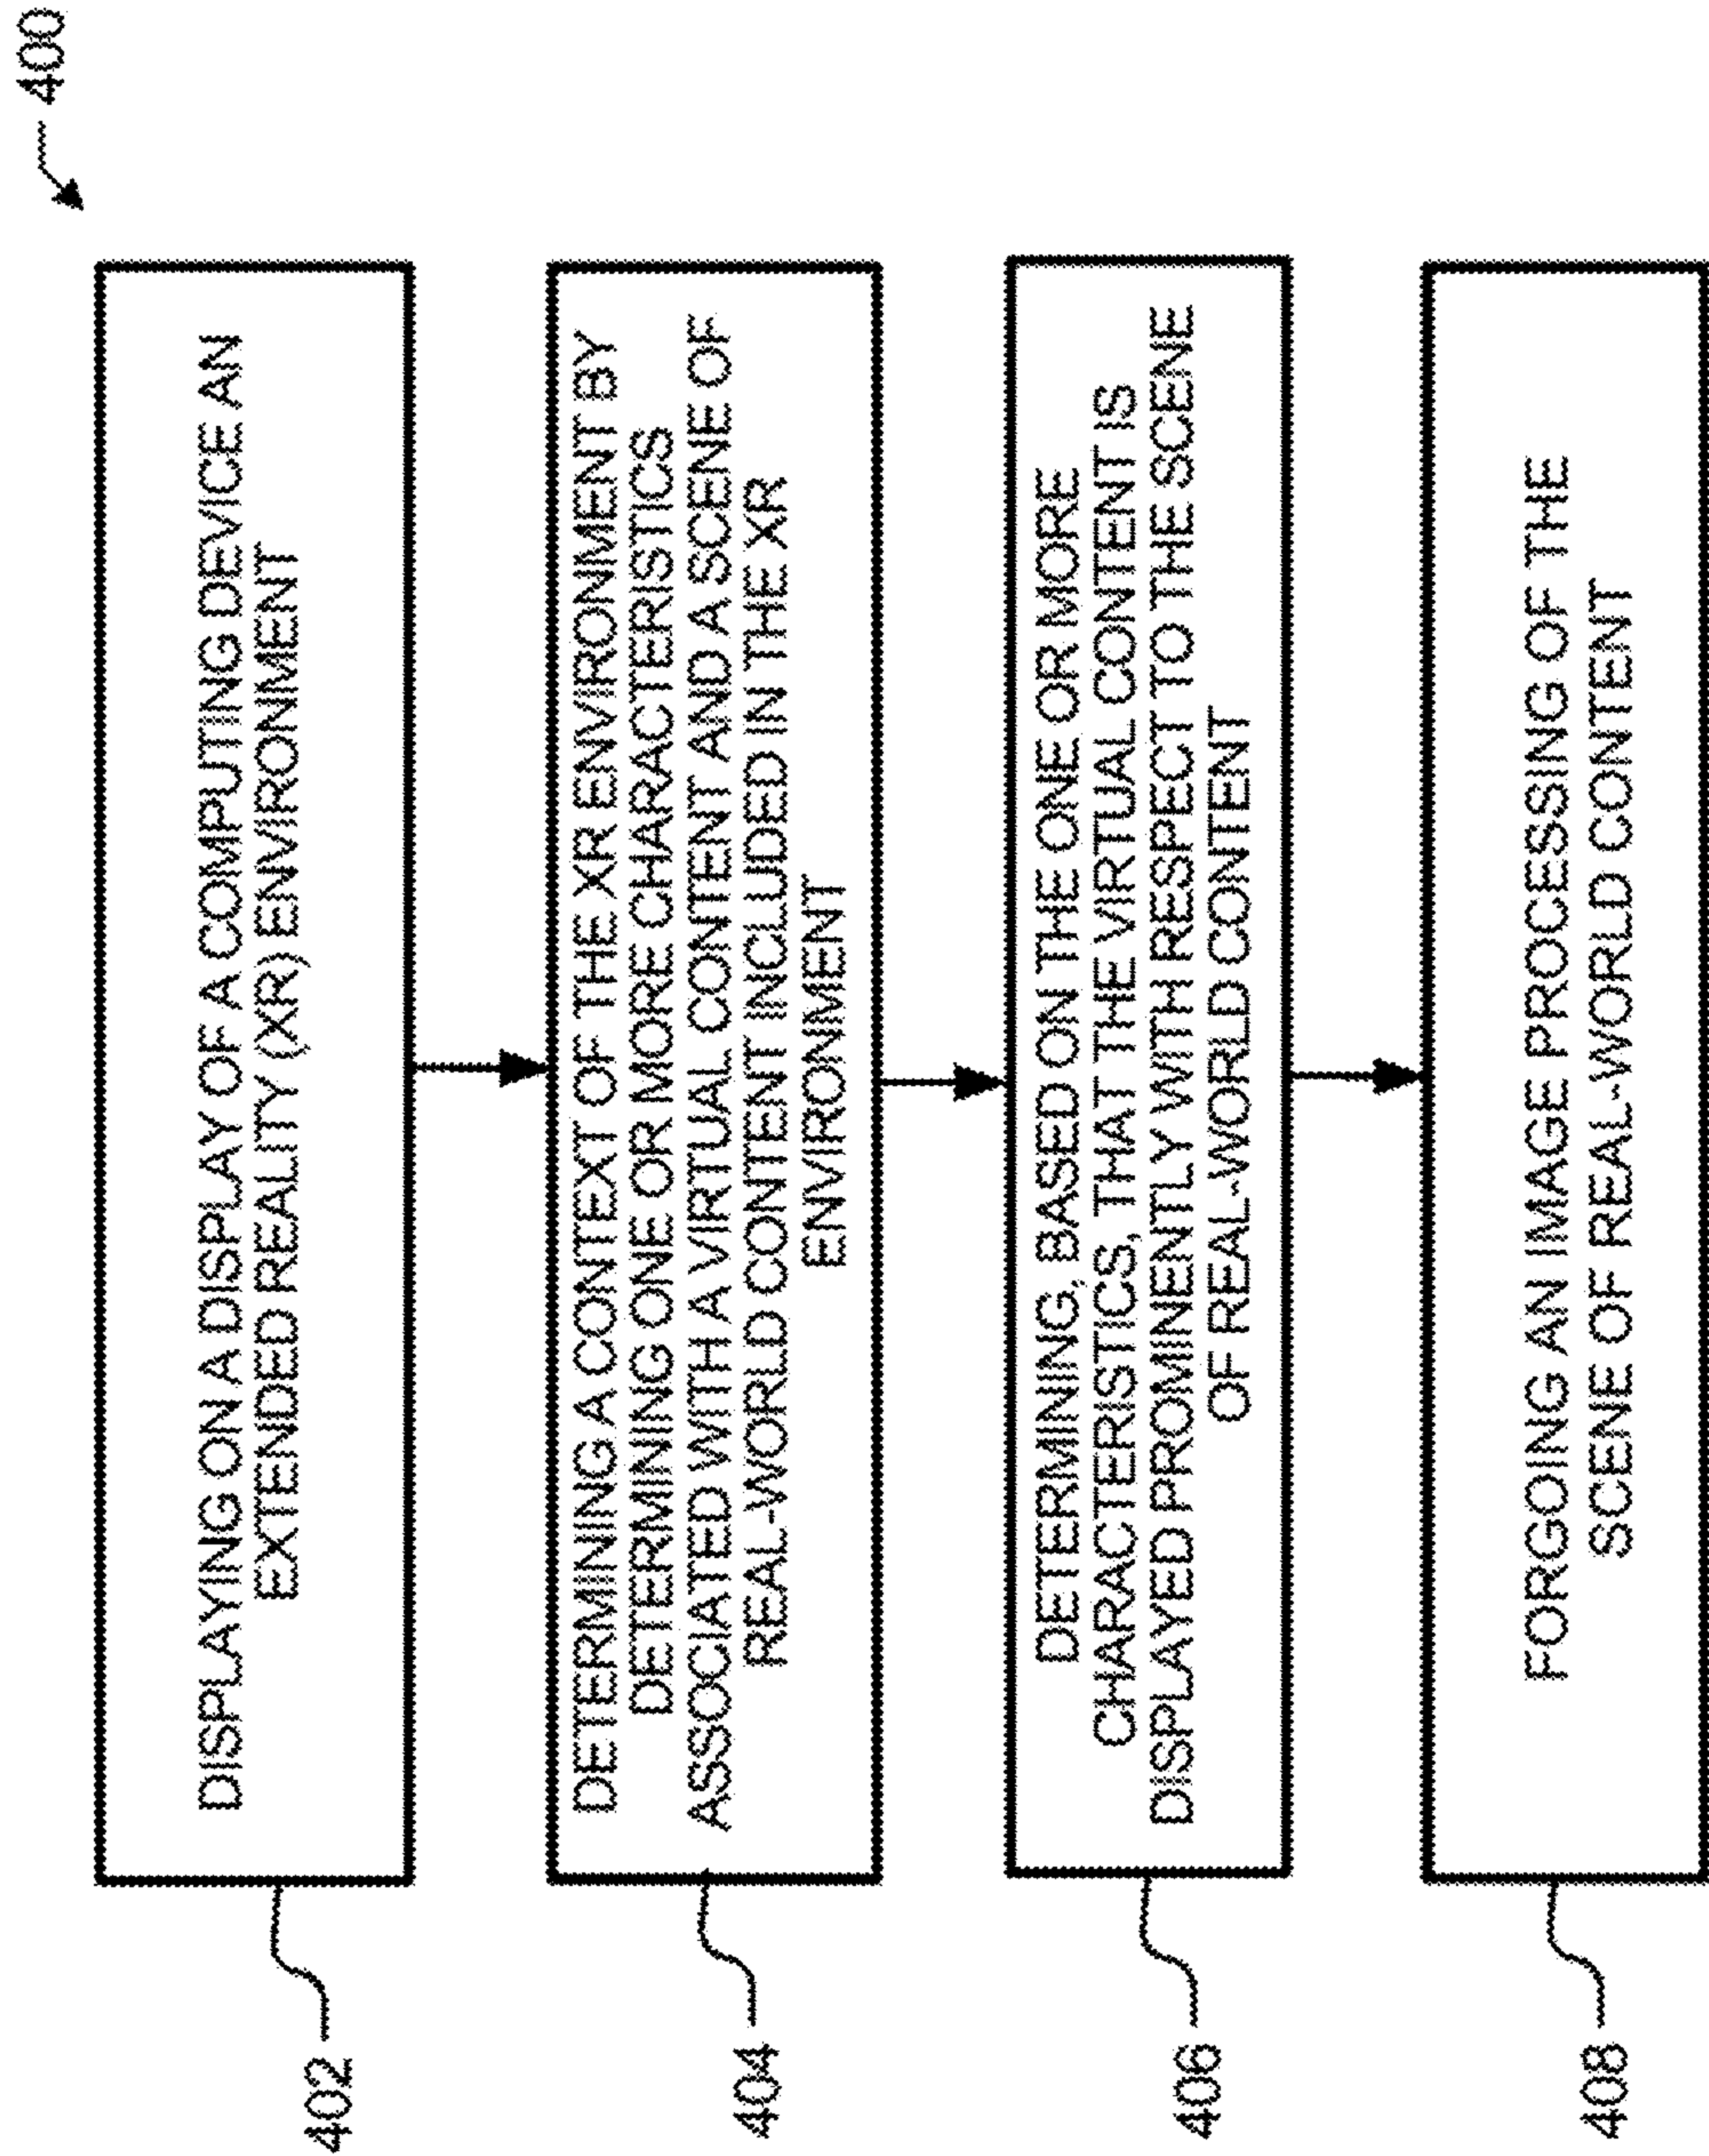 400
402
DISPLAYING ON A DISPLAY OF A COMPUTING DEVICE AN
EXTENDED REALITY (XR) ENVIRONMENT
404
DETERMINING A CONTEXT OF THE XR ENVIRONMENT BY
DETERMINING ONE OR MORE CHARACTERISTICS
ASSOCIATED WITH A VIRTUAL CONTENT AND A SCENE OF
REAL-WORLD CONTENT INCLUDED IN THE XR
ENVIRONMENT
406
DETERMINING, BASED ON THE ONE OR MORE
CHARACTERISTICS, THAT THE VIRTUAL CONTENT IS
DISPLAYED PROMINENTLY WITH RESPECT TO THE SCENE
OF REAL-WORLD CONTENT
408
FORGOING AN IMAGE PROCESSING OF THE
SCENE OF REAL-WORLD CONTENT